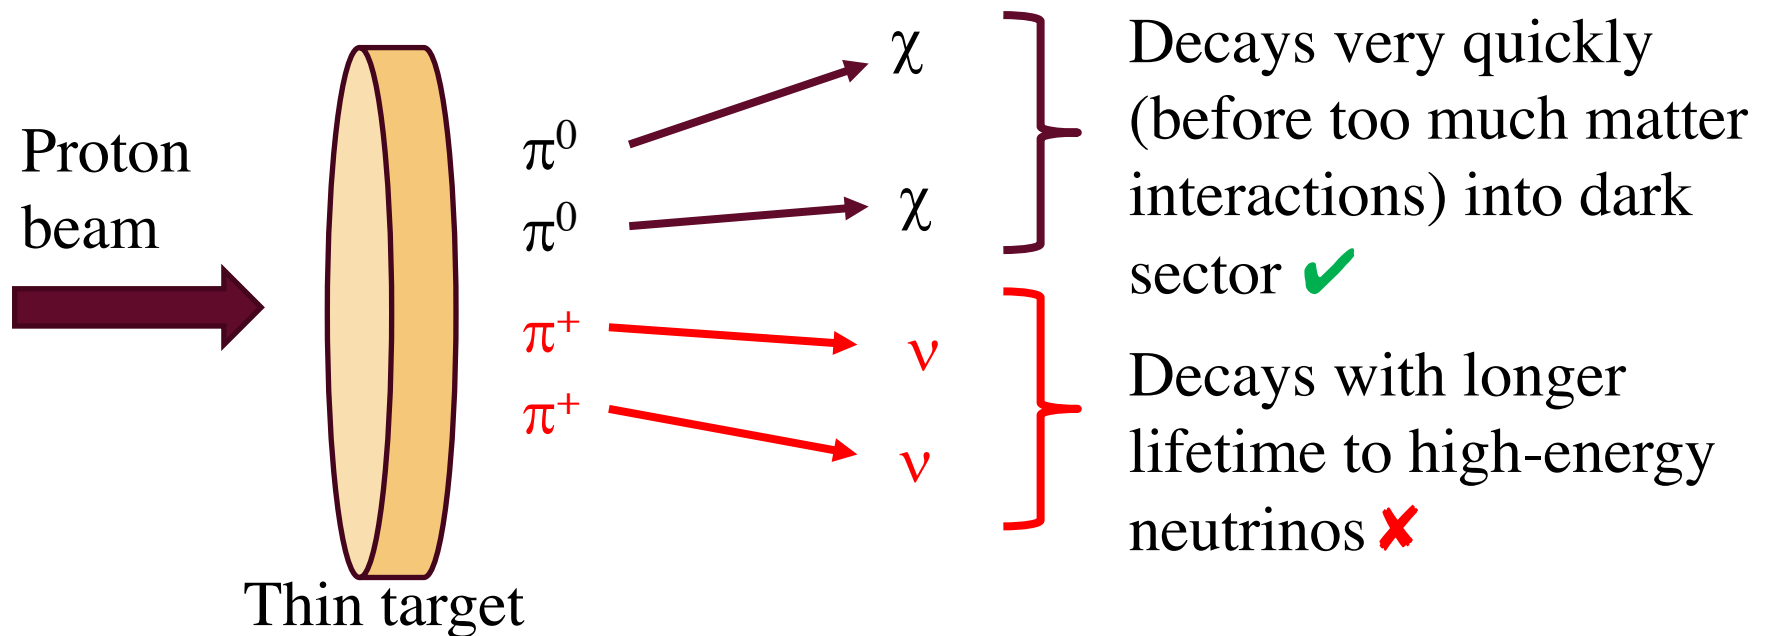 Proton
beam
Thin target
π⁰
π⁰
π⁺
π⁺
χ
χ
ν
ν
Decays very quickly
(before too much matter
interactions) into dark
sector ✔
Decays with longer
lifetime to high-energy
neutrinos ✘